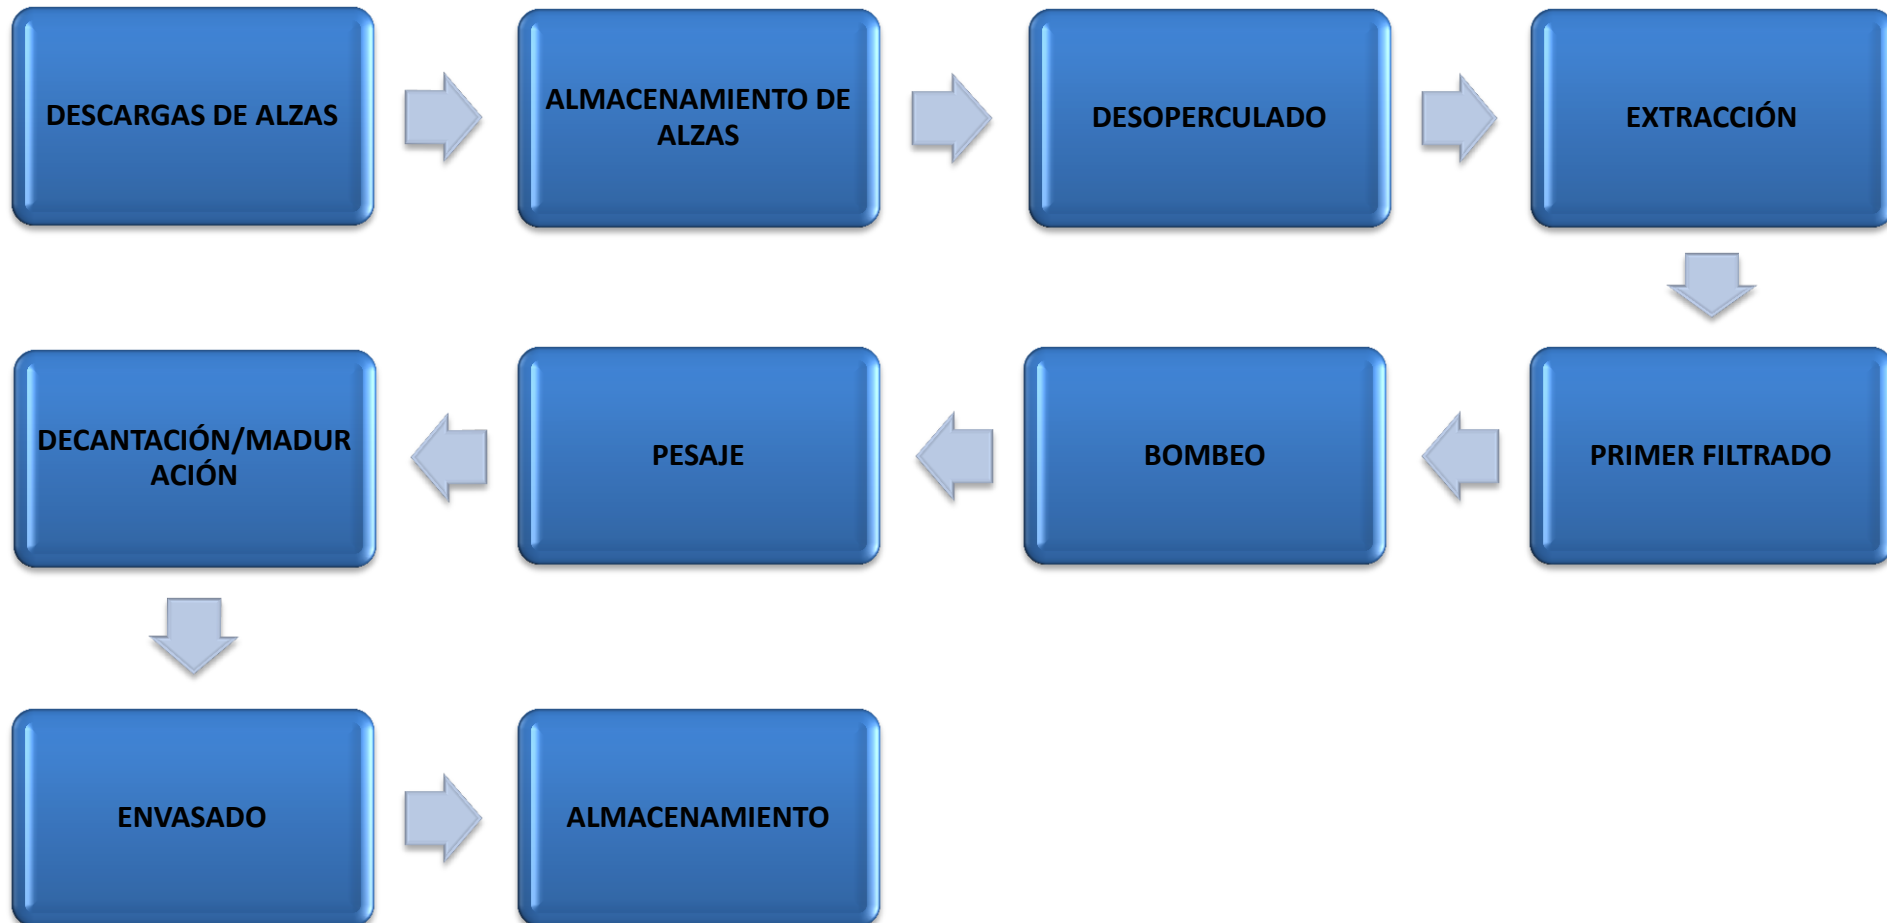 DESCARGAS DE ALZAS
ALMACENAMIENTO DE
ALZAS
DESOPERCULADO
EXTRACCIÓN
PRIMER FILTRADO
BOMBEO
PESAJE
DECANTACIÓN/MADUR
ACIÓN
ENVASADO
ALMACENAMIENTO